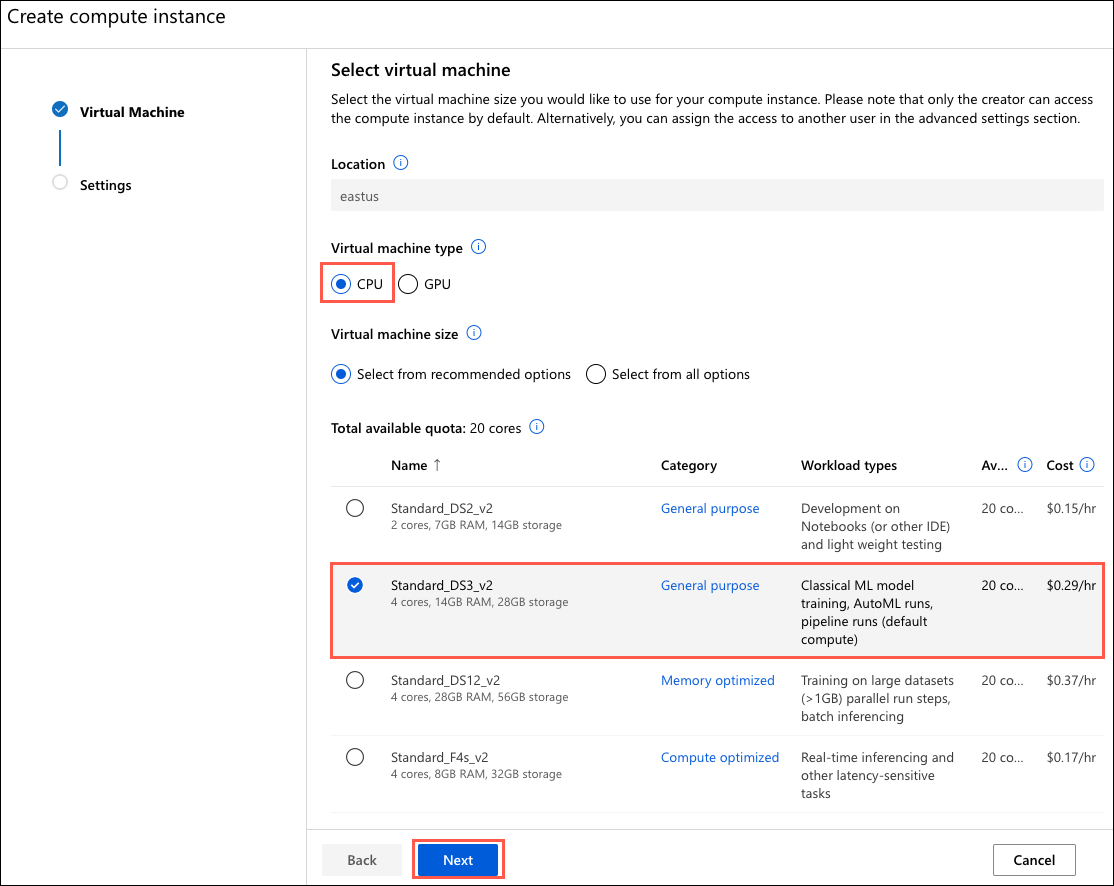 Create compute instance
Virtual Machine
Settings
Select virtual machine
Select the virtual machine size you would like to use for your compute instance. Please note that only the creator can access
the compute instance by default. Alternatively, you can assign the access to another user in the advanced settings section.
Location
eastus
Virtual machine type
CPU GPU
Virtual machine size
Select from recommended options Select from all options
Total available quota: 20 cores
Name ↑ Category Workload types Av... Cost
Standard_DS2_v2 General purpose Development on 20 co... $0.15/hr
2 cores, 7GB RAM, 14GB storage Notebooks (or other IDE)
and light weight testing
Standard_DS3_v2 General purpose Classical ML model 20 co... $0.29/hr
4 cores, 14GB RAM, 28GB storage training, AutoML runs,
pipeline runs (default
compute)
Standard_DS12_v2 Memory optimized Training on large datasets 20 co... $0.37/hr
4 cores, 28GB RAM, 56GB storage (>1GB) parallel run steps,
batch inferencing
Standard_F4s_v2 Compute optimized Real-time inferencing and 20 co... $0.17/hr
4 cores, 8GB RAM, 32GB storage other latency-sensitive
tasks
Back Next Cancel